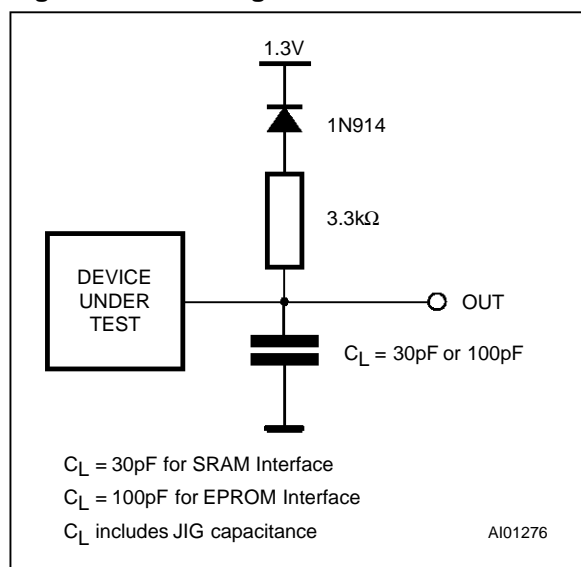 1.3V
1N914
3.3kΩ
DEVICE
UNDER
TEST
OUT
CL = 30pF or 100pF
CL = 30pF for SRAM Interface
CL = 100pF for EPROM Interface
CL includes JIG capacitance
AI01276